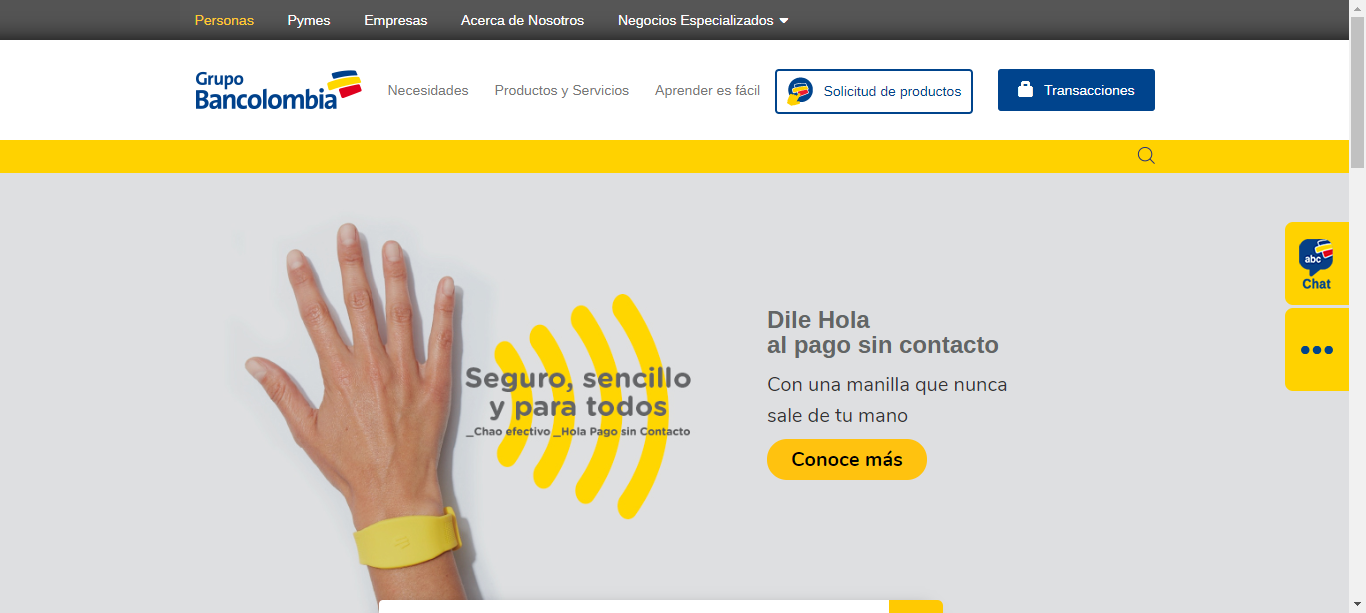 Personas Pymes Empresas Acerca de Nosotros Negocios Especializados
Grupo
Bancolombia
Necesidades Productos y Servicios Aprender es fácil Solicitud de productos Transacciones
abc
Chat
Dile Hola
al pago sin contacto
Seguro, sencillo
y para todos
_Chao efectivo _Hola Pago sin Contacto
Con una manilla que nunca
sale de tu mano
Conoce más